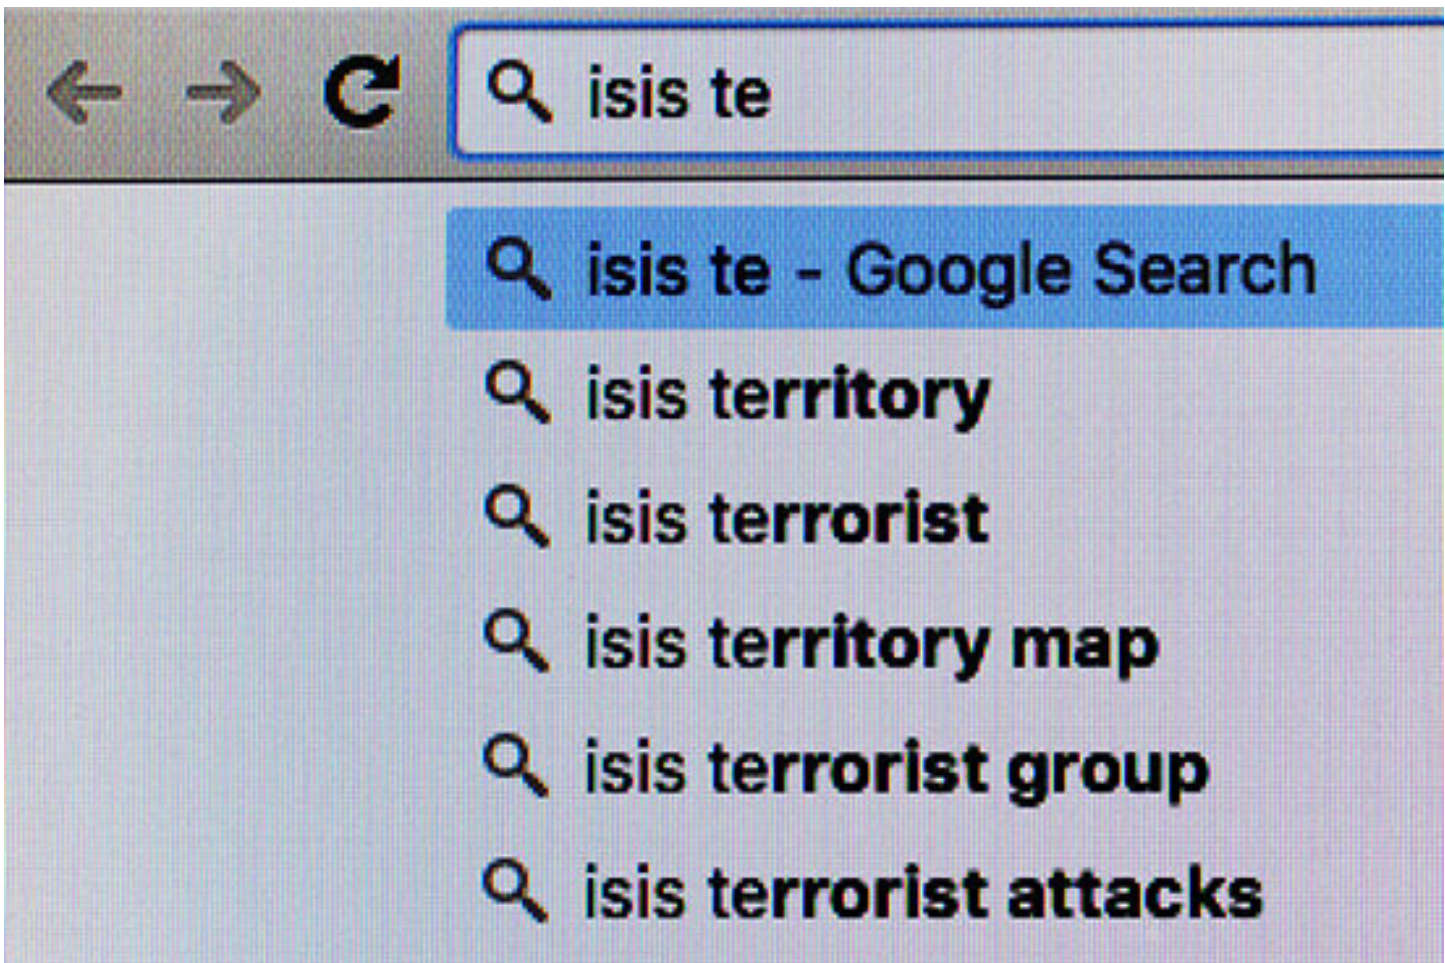 isis te
isis te - Google Search
isis territory
isis terrorist
isis territory map
isis terrorist group
isis terrorist attacks